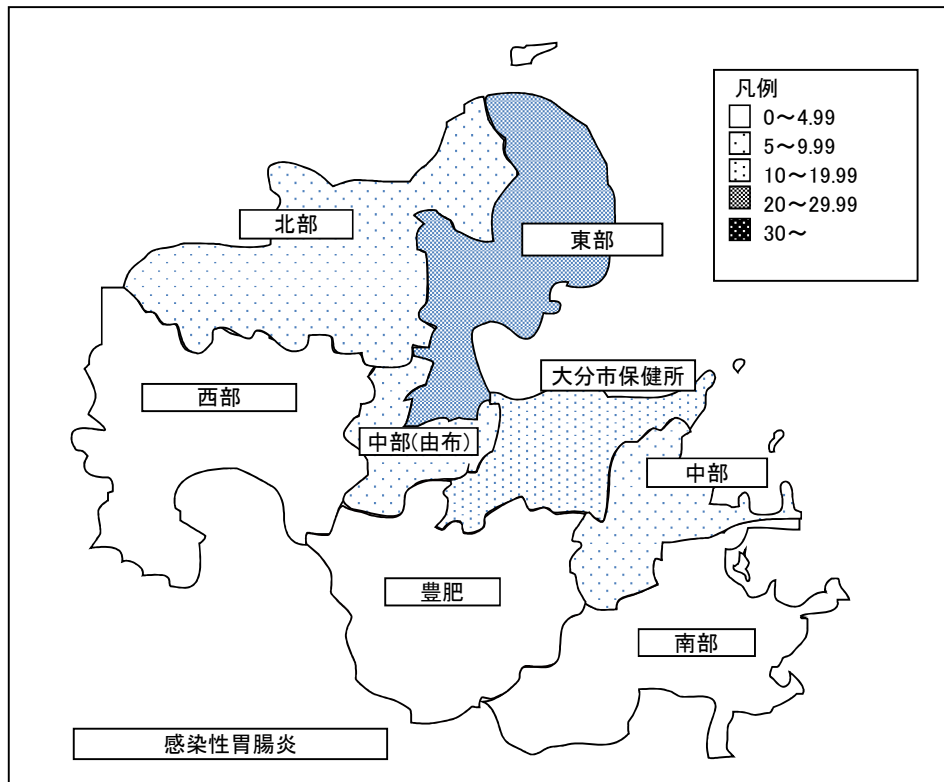 凡例
0～4.99
5～9.99
10～19.99
20～29.99
30～
北部
東部
西部
大分市保健所
中部(由布)
中部
豊肥
南部
感染性胃腸炎